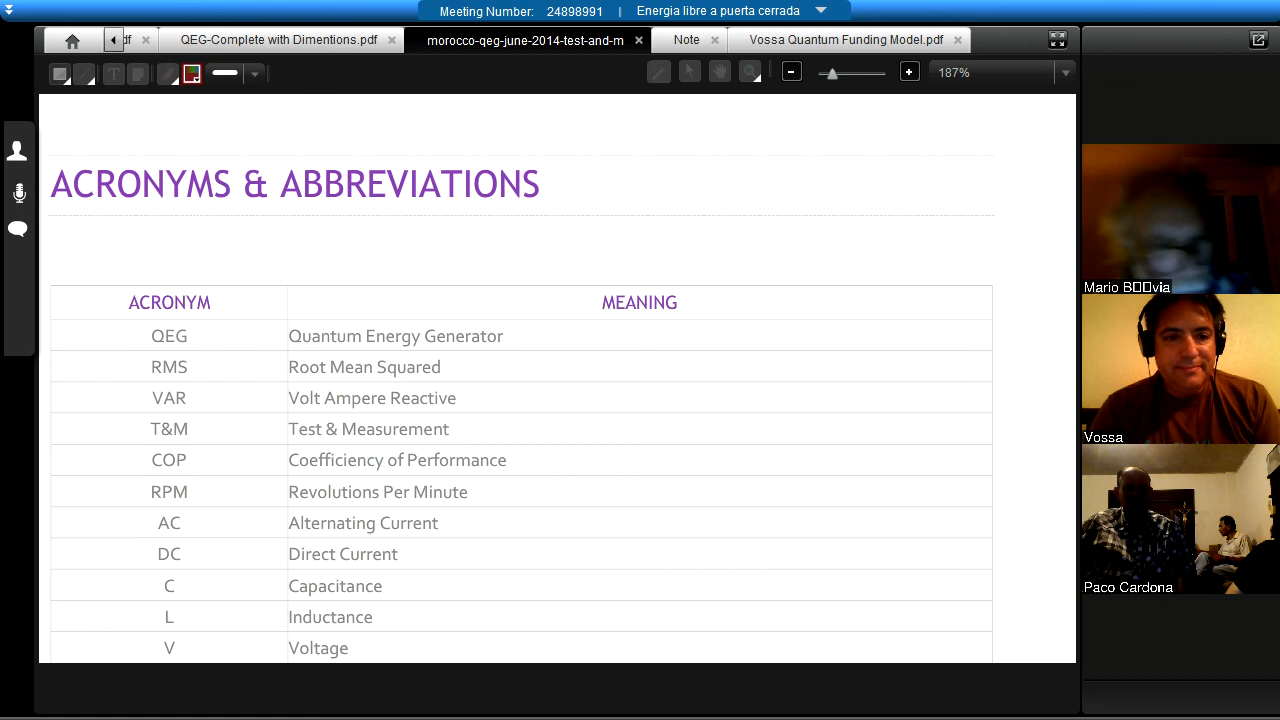 Meeting Number: 24898991 | Energia libre a puerta cerrada
df
QEG-Complete with Dimentions.pdf
morocco-qeg-june-2014-test-and-m
Note
Vossa Quantum Funding Model.pdf
T
187%
ACRONYMS & ABBREVIATIONS
ACRONYM MEANING
QEG Quantum Energy Generator
RMS Root Mean Squared
VAR Volt Ampere Reactive
T&M Test & Measurement
COP Coefficiency of Performance
RPM Revolutions Per Minute
AC Alternating Current
DC Direct Current
C Capacitance
L Inductance
V Voltage
Mario B□□via
Vossa
Paco Cardona